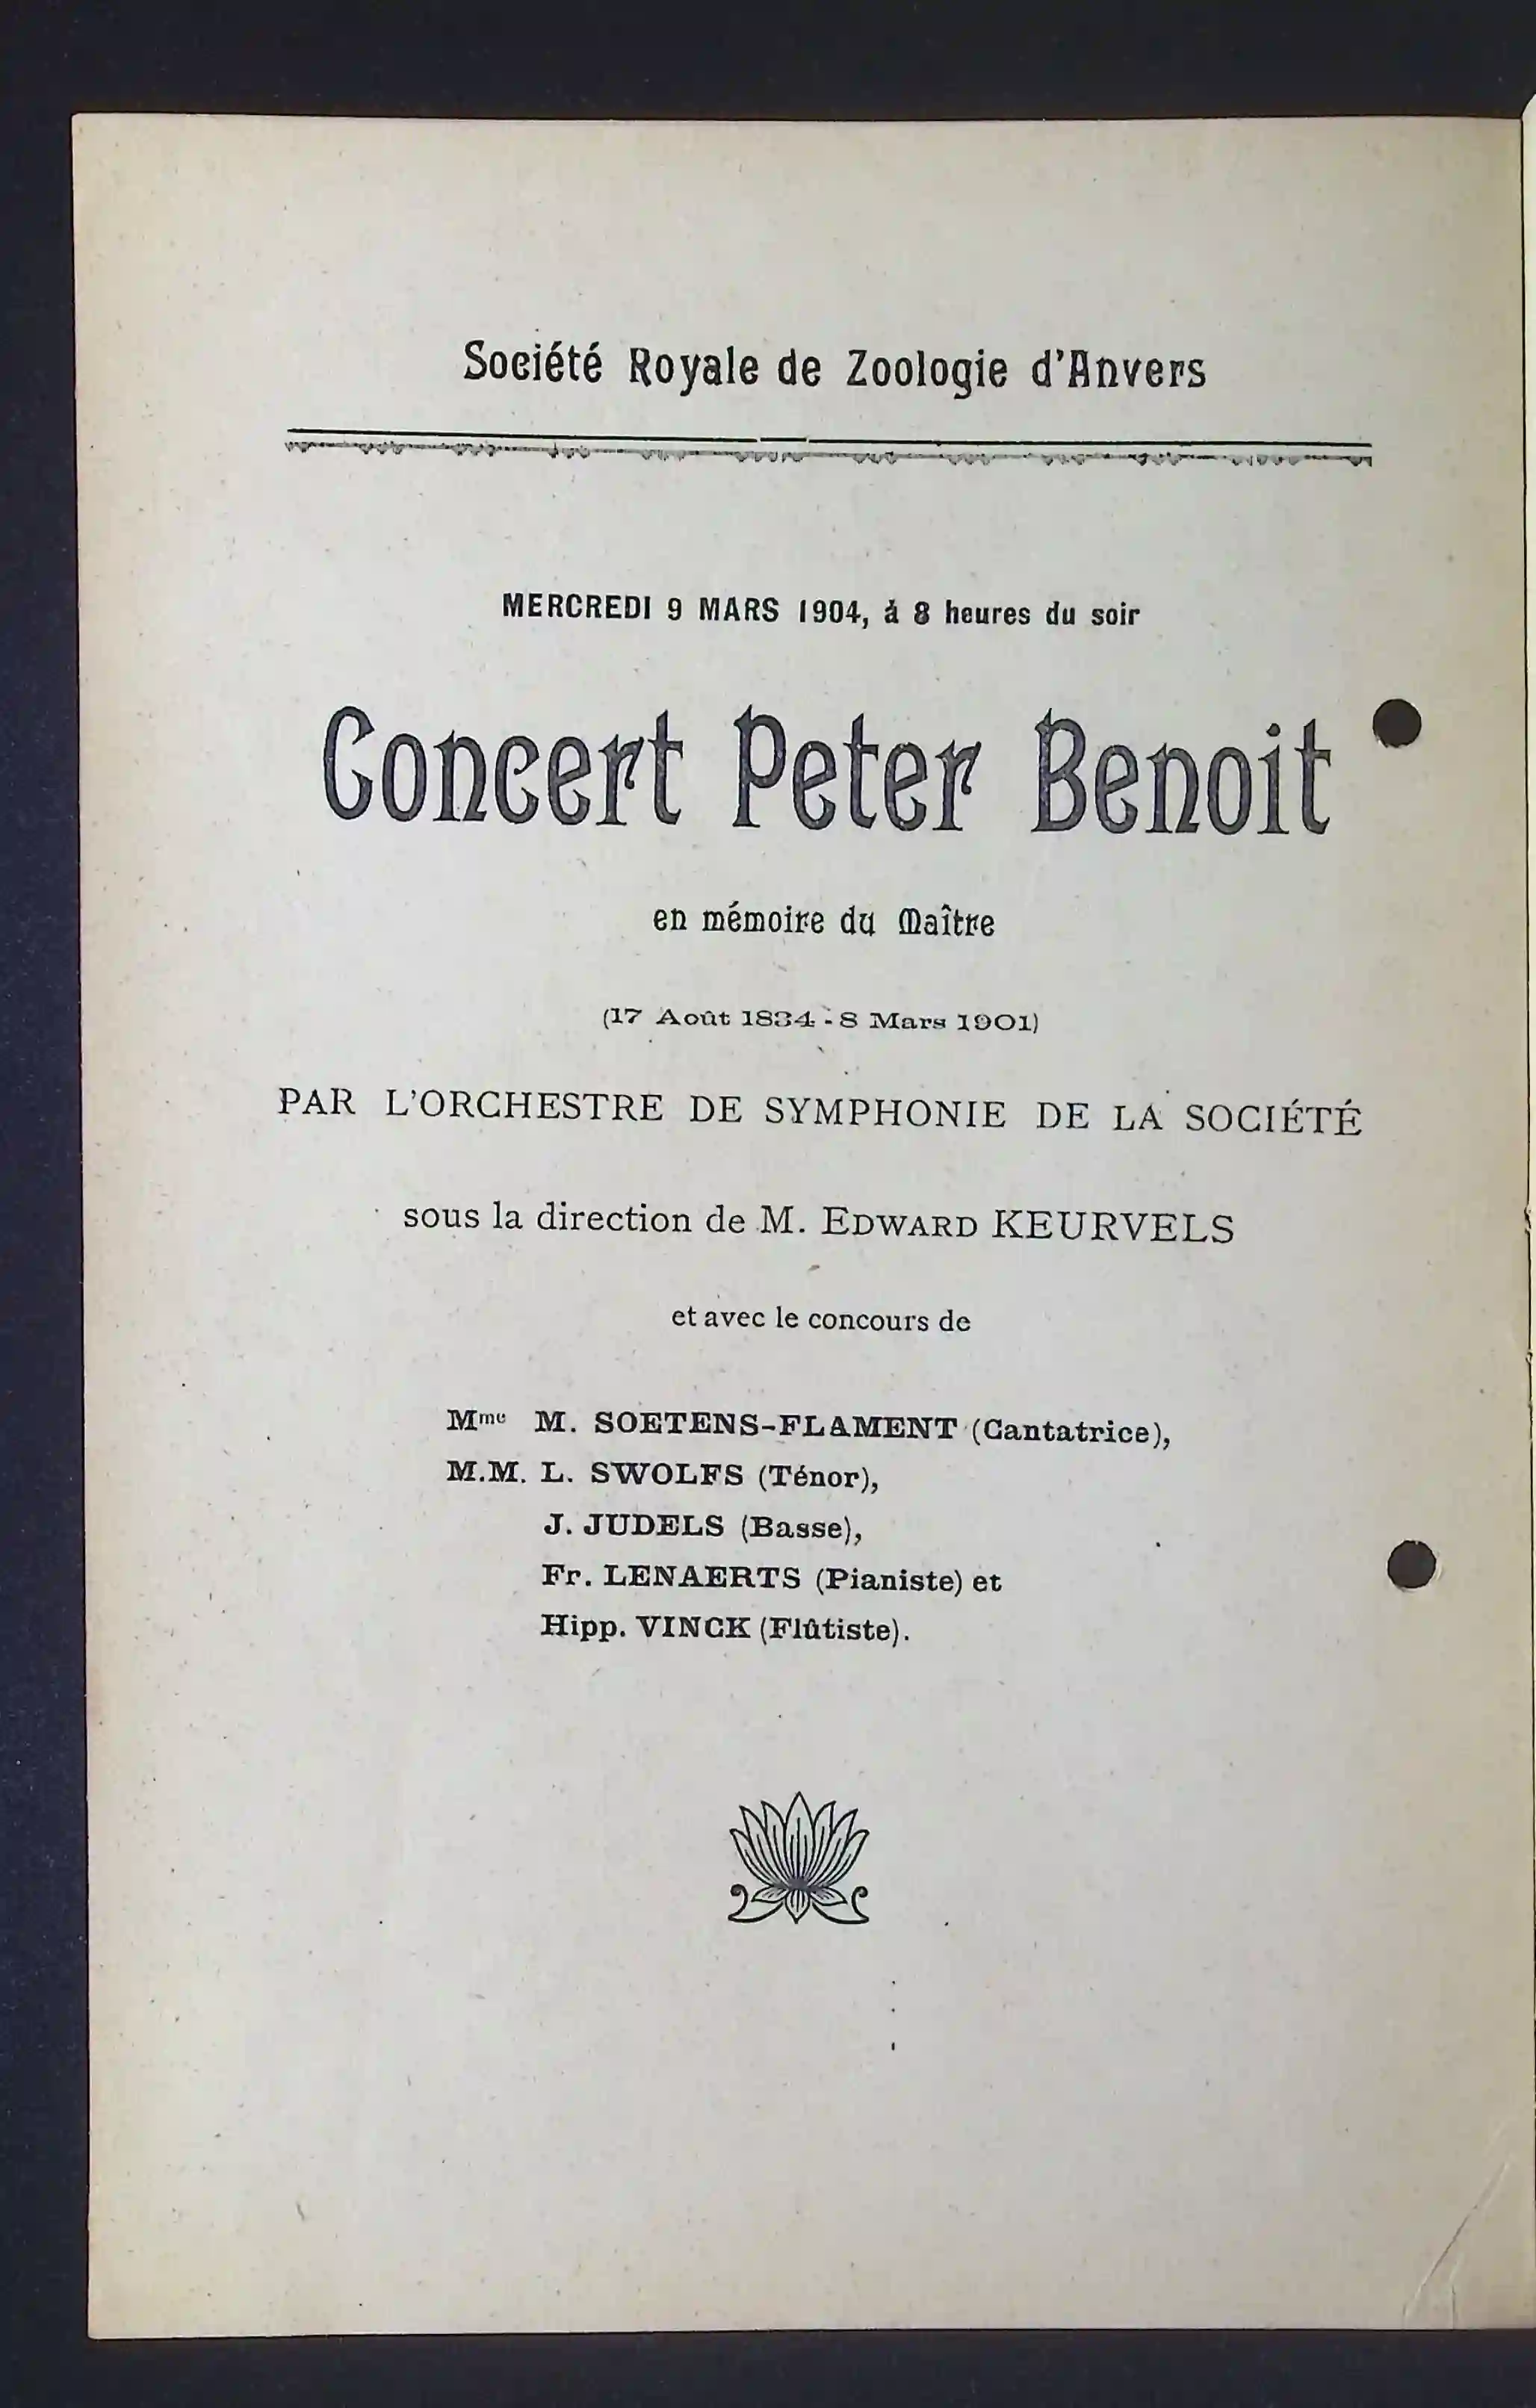 Société Royale de Zoologie d'Anvers
MERCREDI 9 MARS 1904, à 8 heures du soir
Concert Peter Benoit
en mémoire du Maître
(17 Août 1834 - 8 Mars 1901)
PAR L'ORCHESTRE DE SYMPHONIE DE LA SOCIÉTÉ
sous la direction de M. EDWARD KEURVELS
et avec le concours de
Mme M. SOETENS-FLAMENT (Cantatrice),
M.M. L. SWOLFS (Ténor),
J. JUDELS (Basse),
Fr. LENAERTS (Pianiste) et
Hipp. VINCK (Flûtiste).